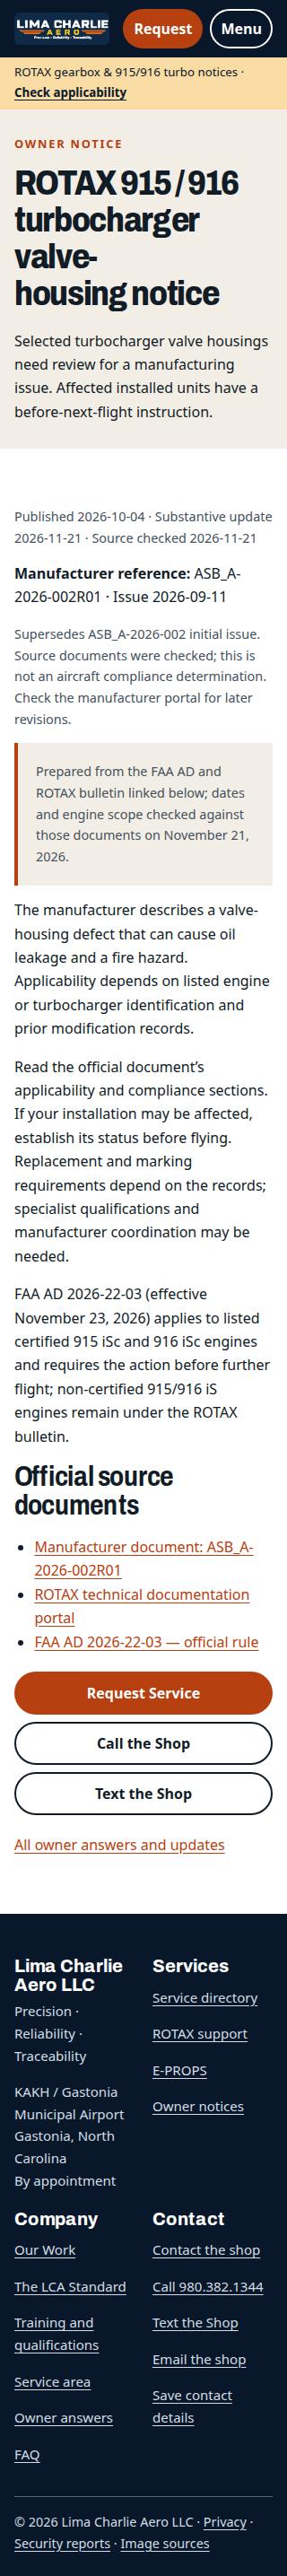 LIMA CHARLIE
AERO
Request
Menu
ROTAX gearbox & 915/916 turbo notices ·
Check applicability
OWNER NOTICE
ROTAX 915 / 916
turbocharger
valve-
housing notice
Selected turbocharger valve housings
need review for a manufacturing
issue. Affected installed units have a
before-next-flight instruction.
Published 2026-10-04 · Substantive update
2026-11-21 · Source checked 2026-11-21
Manufacturer reference: ASB_A-
2026-002R01 · Issue 2026-09-11
Supersedes ASB_A-2026-002 initial issue.
Source documents were checked; this is
not an aircraft compliance determination.
Check the manufacturer portal for later
revisions.
Prepared from the FAA AD and
ROTAX bulletin linked below; dates
and engine scope checked against
those documents on November 21,
2026.
The manufacturer describes a valve-
housing defect that can cause oil
leakage and a fire hazard.
Applicability depends on listed engine
or turbocharger identification and
prior modification records.
Read the official document’s
applicability and compliance sections.
If your installation may be affected,
establish its status before flying.
Replacement and marking
requirements depend on the records;
specialist qualifications and
manufacturer coordination may be
needed.
FAA AD 2026-22-03 (effective
November 23, 2026) applies to listed
certified 915 iSc and 916 iSc engines
and requires the action before further
flight; non-certified 915/916 iS
engines remain under the ROTAX
bulletin.
Official source
documents
• Manufacturer document: ASB_A-
2026-002R01
• ROTAX technical documentation
portal
• FAA AD 2026-22-03 — official rule
Request Service
Call the Shop
Text the Shop
All owner answers and updates
Lima Charlie
Aero LLC
Precision ·
Reliability ·
Traceability
KAKH / Gastonia
Municipal Airport
Gastonia, North
Carolina
By appointment
Services
Service directory
ROTAX support
E-PROPS
Owner notices
Company
Our Work
The LCA Standard
Training and
qualifications
Service area
Owner answers
FAQ
Contact
Contact the shop
Call 980.382.1344
Text the Shop
Email the shop
Save contact
details
© 2026 Lima Charlie Aero LLC · Privacy ·
Security reports · Image sources